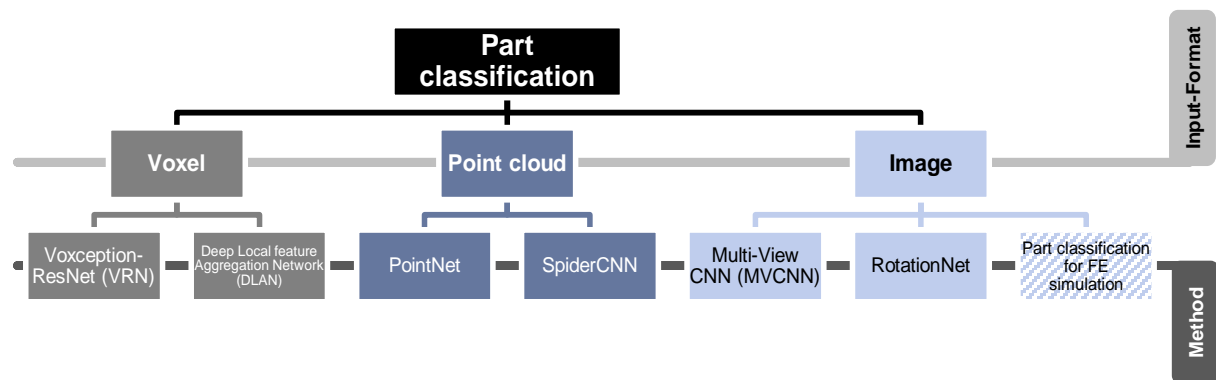 Part
classification
Input-Format
Voxel
Point cloud
Image
Voxception-
ResNet (VRN)
Deep Local feature
Aggregation Network
(DLAN)
PointNet
SpiderCNN
Multi-View
CNN (MVCNN)
RotationNet
Part classification
for FE
simulation
Method